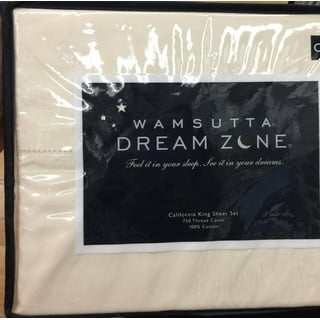 WAMSUTTA
DREAM ZONE
Feel it in your sleep. See it in your dreams.
California King Sheet Set
750 Thread Count
100% Cotton